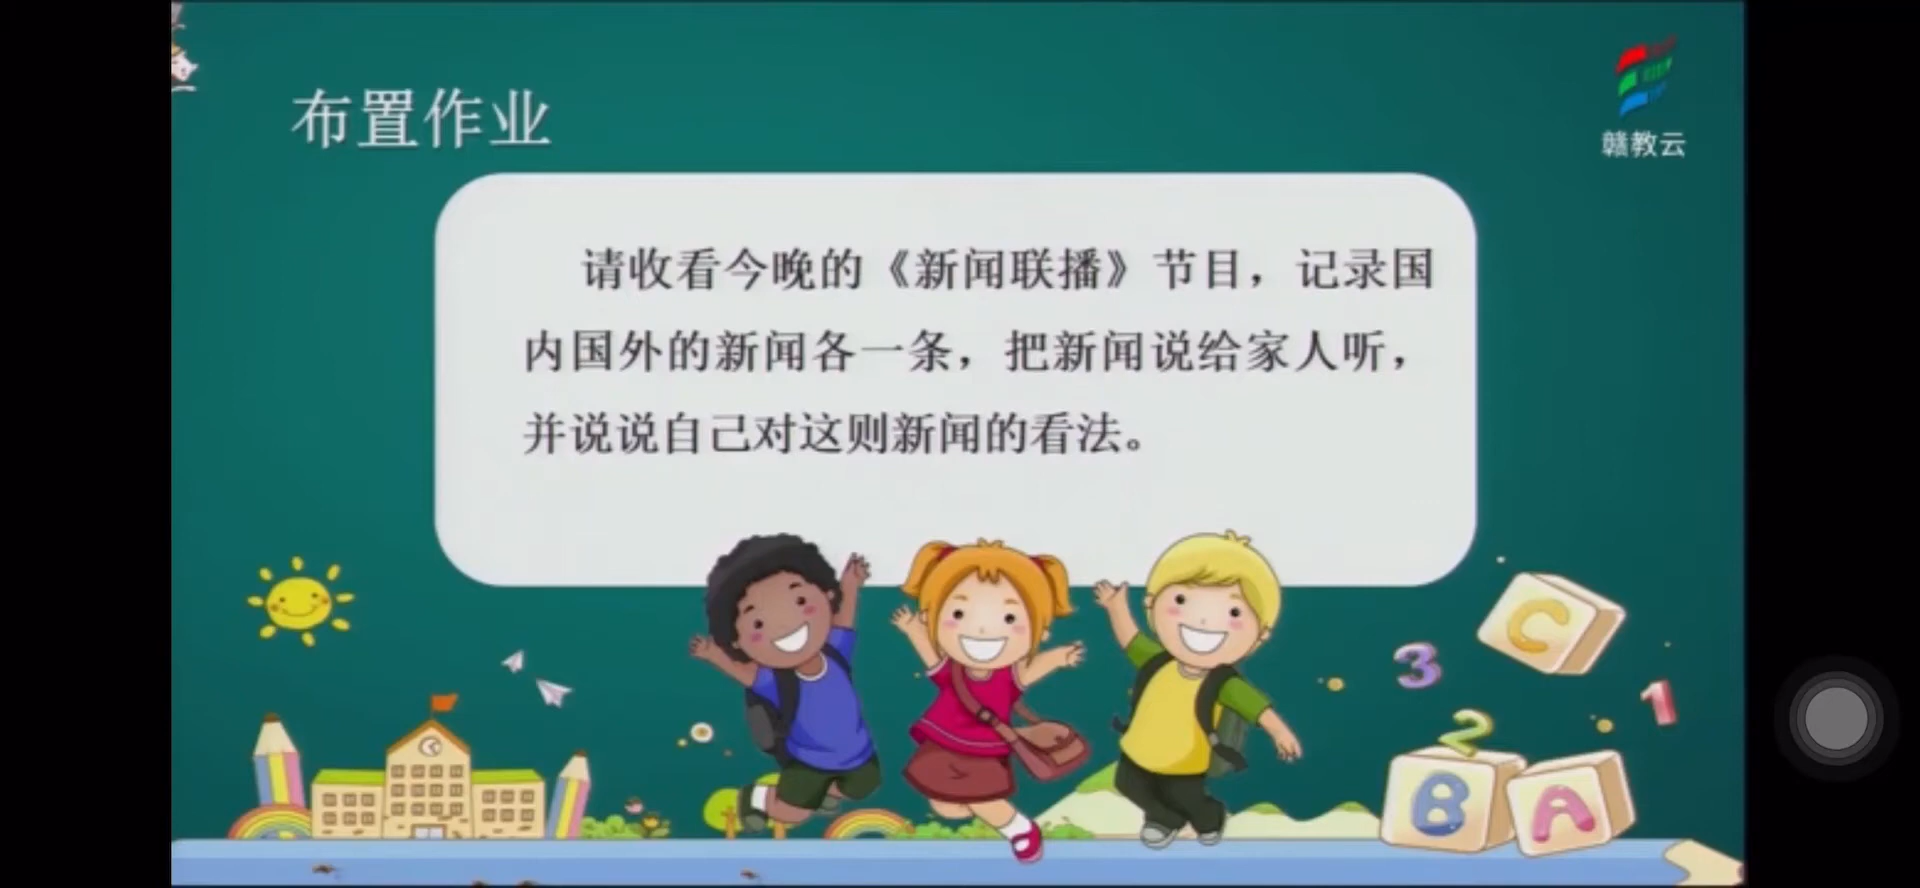 布置作业
赣教云
请收看今晚的《新闻联播》节目，记录国
内国外的新闻各一条，把新闻说给家人听，
并说说自己对这则新闻的看法。
3
C
1
2
B
A